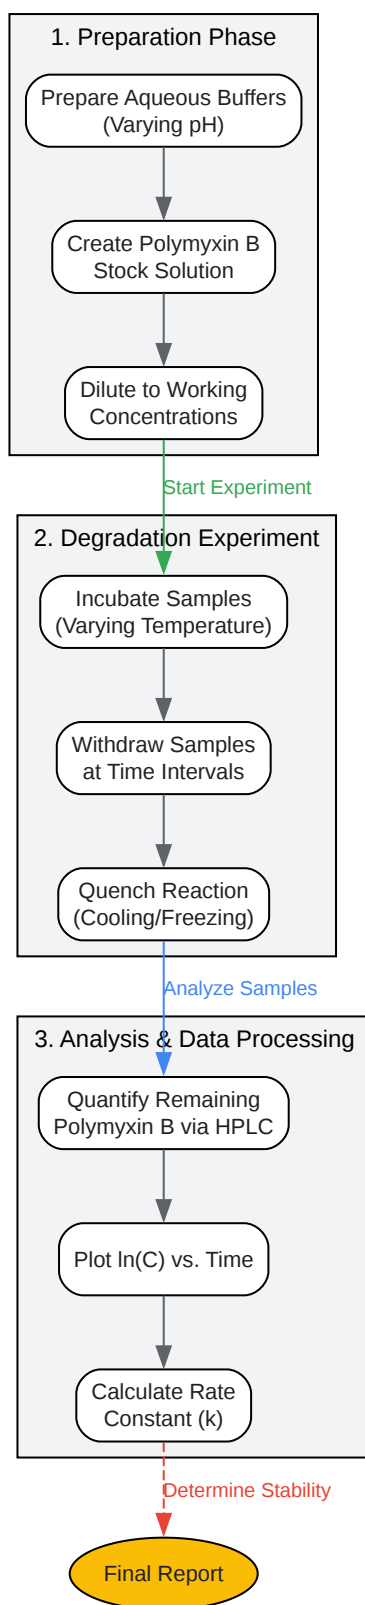 1. Preparation Phase
Prepare Aqueous Buffers
(Varying pH)
Create Polymyxin B
Stock Solution
Dilute to Working
Concentrations
Start Experiment
2. Degradation Experiment
Incubate Samples
(Varying Temperature)
Withdraw Samples
at Time Intervals
Quench Reaction
(Cooling/Freezing)
Analyze Samples
3. Analysis & Data Processing
Quantify Remaining
Polymyxin B via HPLC
Plot ln(C) vs. Time
Calculate Rate
Constant (k)
Determine Stability
Final Report